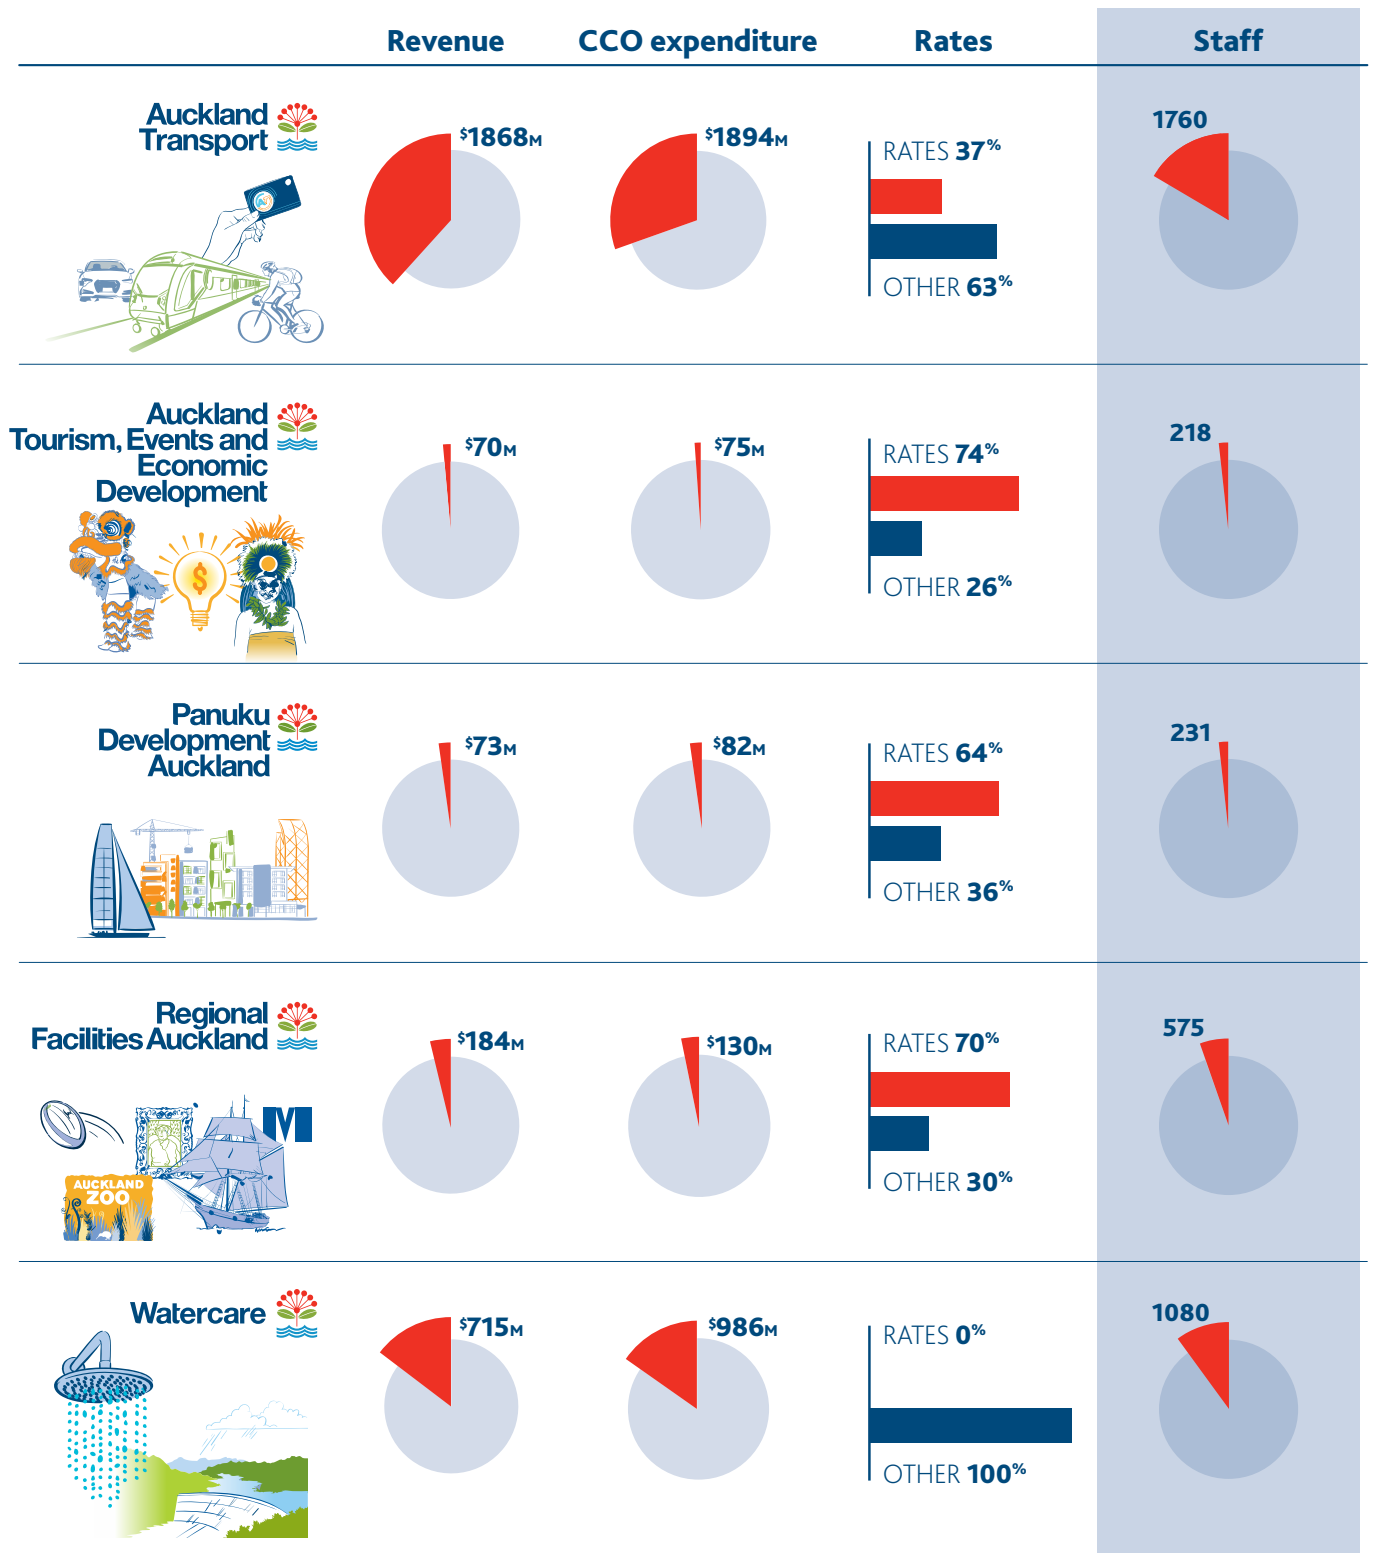 Revenue
CCO expenditure
Rates
Staff
Auckland
Transport
$1868M
$1894M
RATES 37%
OTHER 63%
1760
Auckland
Tourism, Events and
Economic
Development
$
$70M
$75M
RATES 74%
OTHER 26%
218
Panuku
Development
Auckland
$73M
$82M
RATES 64%
OTHER 36%
231
Regional
Facilities Auckland
M
AUCKLAND
ZOO
$184M
$130M
RATES 70%
OTHER 30%
575
Watercare
$715M
$986M
RATES 0%
OTHER 100%
1080